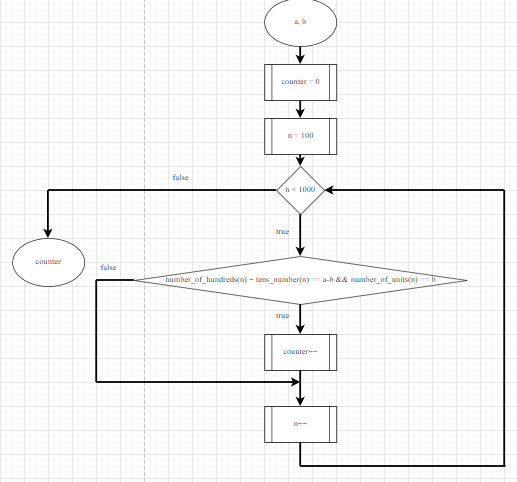 a, b
counter = 0
n = 100
n < 1000
false
true
counter
false
number_of_hundreds(n) + tens_number(n) == a-b && number_of_units(n) == b
true
counter++
n++